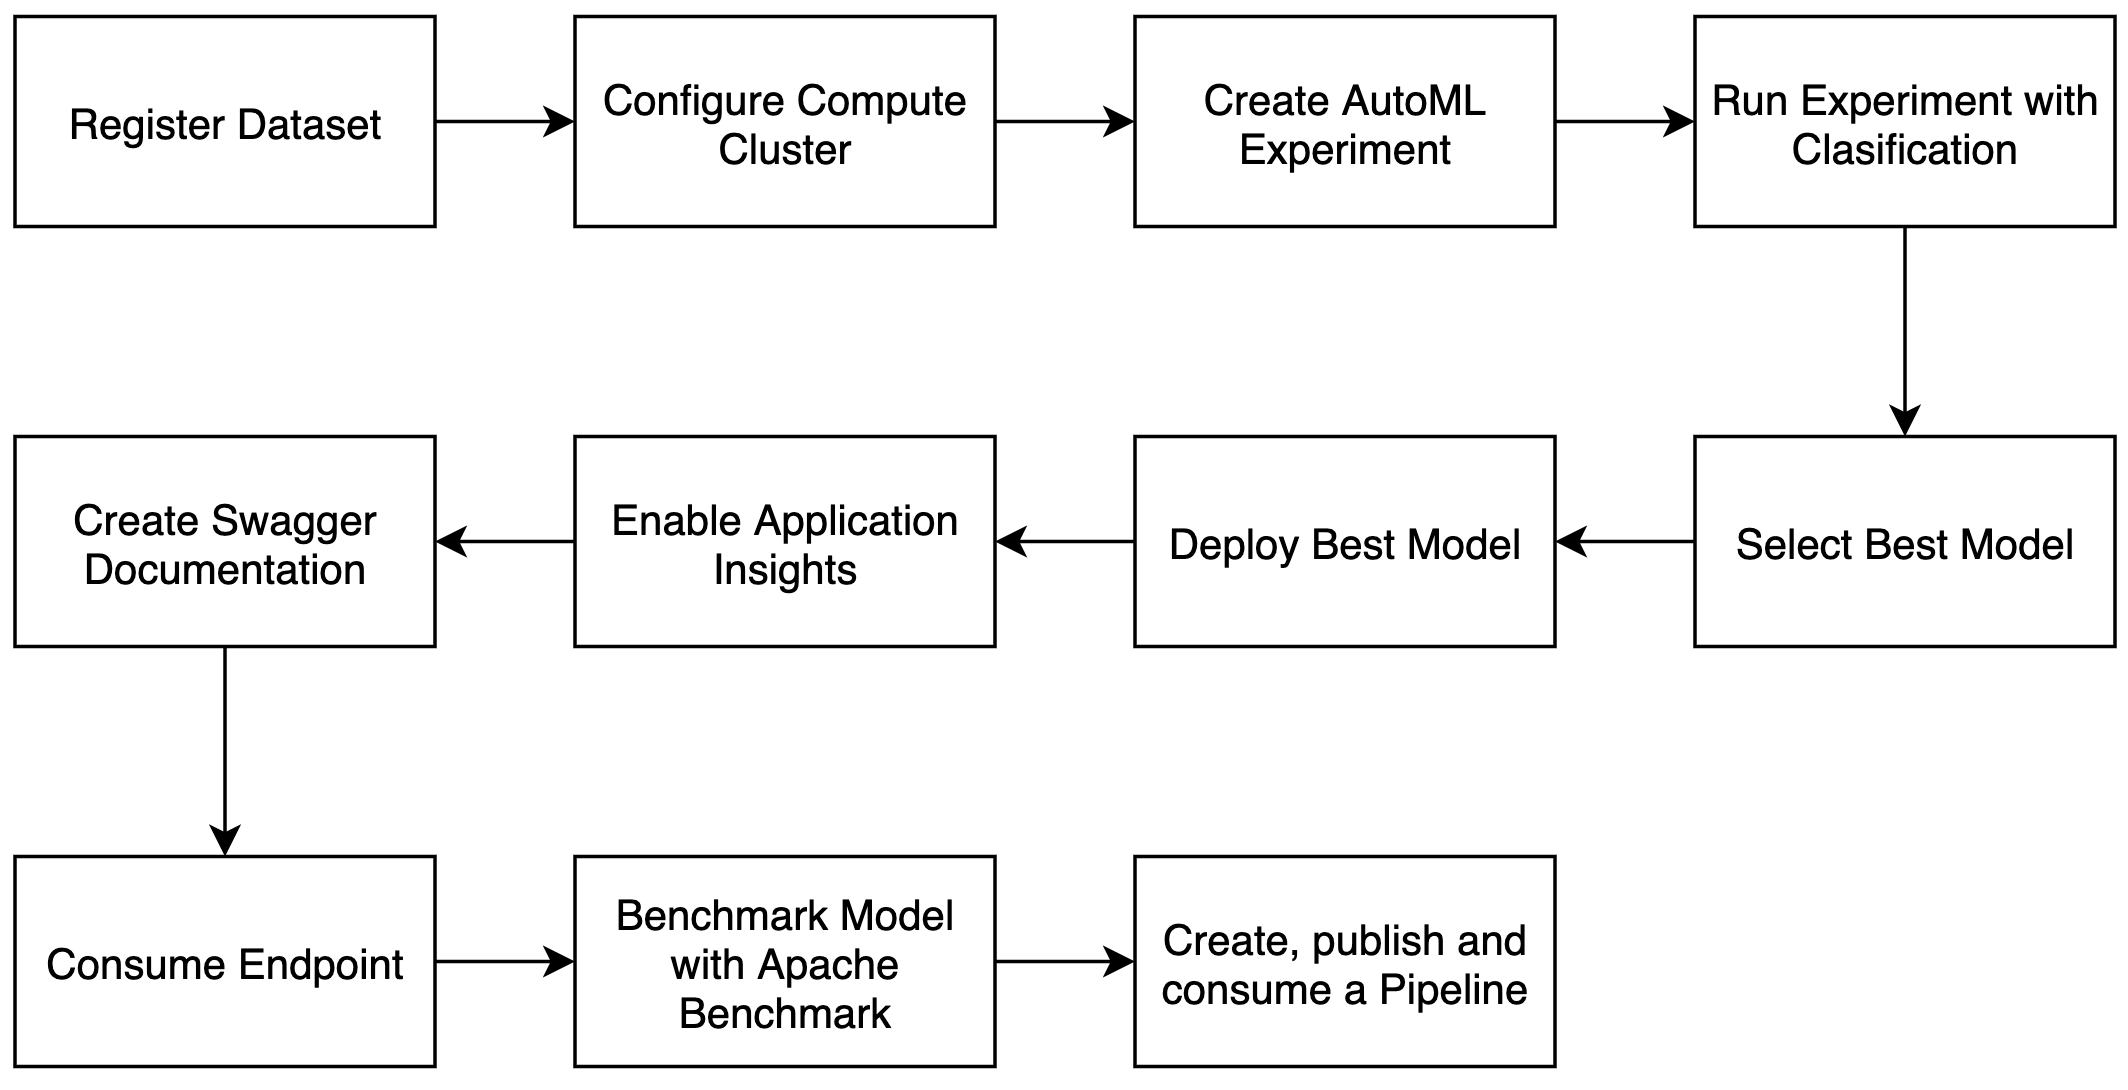 Register Dataset
Configure Compute
Cluster
Create AutoML
Experiment
Run Experiment with
Clasification
Select Best Model
Deploy Best Model
Enable Application
Insights
Create Swagger
Documentation
Consume Endpoint
Benchmark Model
with Apache
Benchmark
Create, publish and
consume a Pipeline